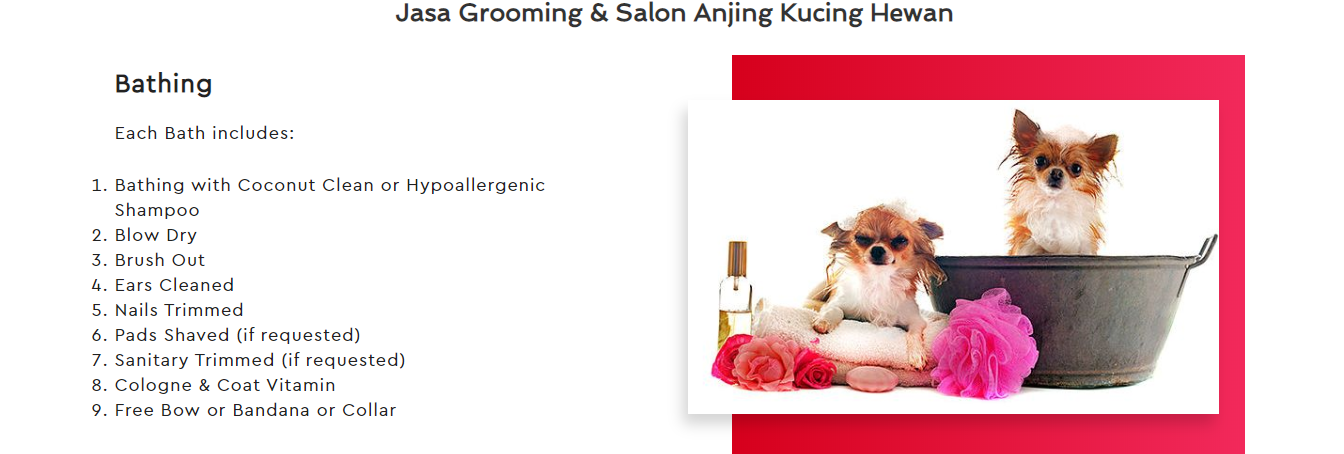 Jasa Grooming & Salon Anjing Kucing Hewan
Bathing
Each Bath includes:
1. Bathing with Coconut Clean or Hypoallergenic
Shampoo
2. Blow Dry
3. Brush Out
4. Ears Cleaned
5. Nails Trimmed
6. Pads Shaved (if requested)
7. Sanitary Trimmed (if requested)
8. Cologne & Coat Vitamin
9. Free Bow or Bandana or Collar